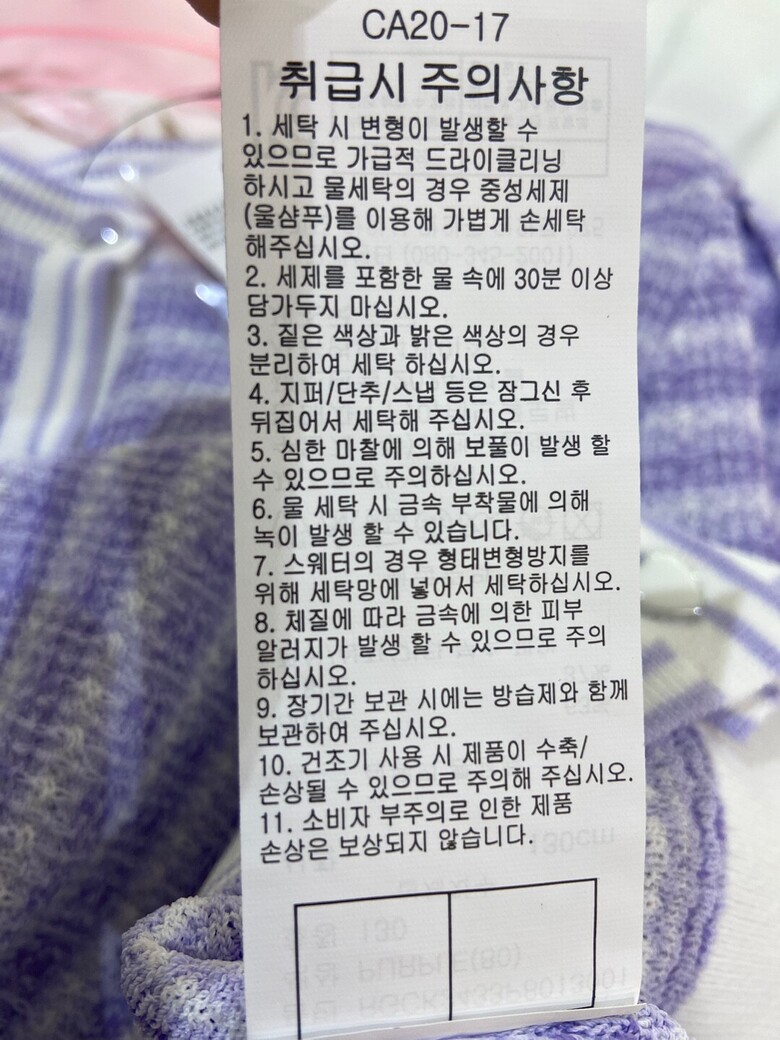 CA20-17
취급시 주의사항
1. 세탁 시 변형이 발생할 수
있으므로 가급적 드라이클리닝
하시고 물세탁의 경우 중성세제
(울샴푸)를 이용해 가볍게 손세탁
해주십시오.
2. 세제를 포함한 물 속에 30분 이상
담가두지 마십시오.
3. 짙은 색상과 밝은 색상의 경우
분리하여 세탁 하십시오.
4. 지퍼/단추/스냅 등은 잠그신 후
뒤집어서 세탁해 주십시오.
5. 심한 마찰에 의해 보풀이 발생 할
수 있으므로 주의하십시오.
6. 물 세탁 시 금속 부착물에 의해
녹이 발생 할 수 있습니다.
7. 스웨터의 경우 형태변형방지를
위해 세탁망에 넣어서 세탁하십시오.
8. 체질에 따라 금속에 의한 피부
알러지가 발생 할 수 있으므로 주의
하십시오.
9. 장기간 보관 시에는 방습제와 함께
보관하여 주십시오.
10. 건조기 사용 시 제품이 수축/
손상될 수 있으므로 주의해 주십시오.
11. 소비자 부주의로 인한 제품
손상은 보상되지 않습니다.